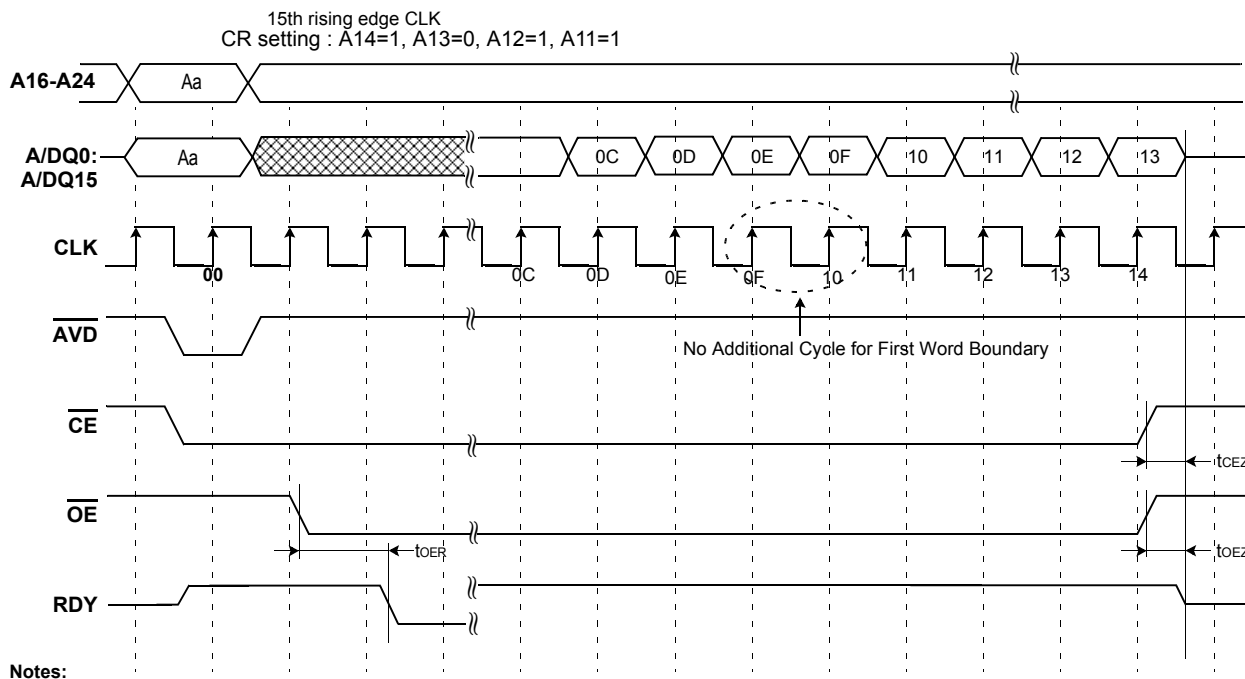 15th rising edge CLK
CR setting : A14=1, A13=0, A12=1, A11=1
A16-A24
Aa
A/DQ0:
A/DQ15
Aa
0C
0D
0E
0F
10
11
12
13
CLK
00
0C
0D
0E
0F
10
11
12
13
14
AVD
No Additional Cycle for First Word Boundary
CE
tCEZ
OE
tOER
tOEZ
RDY
Notes: